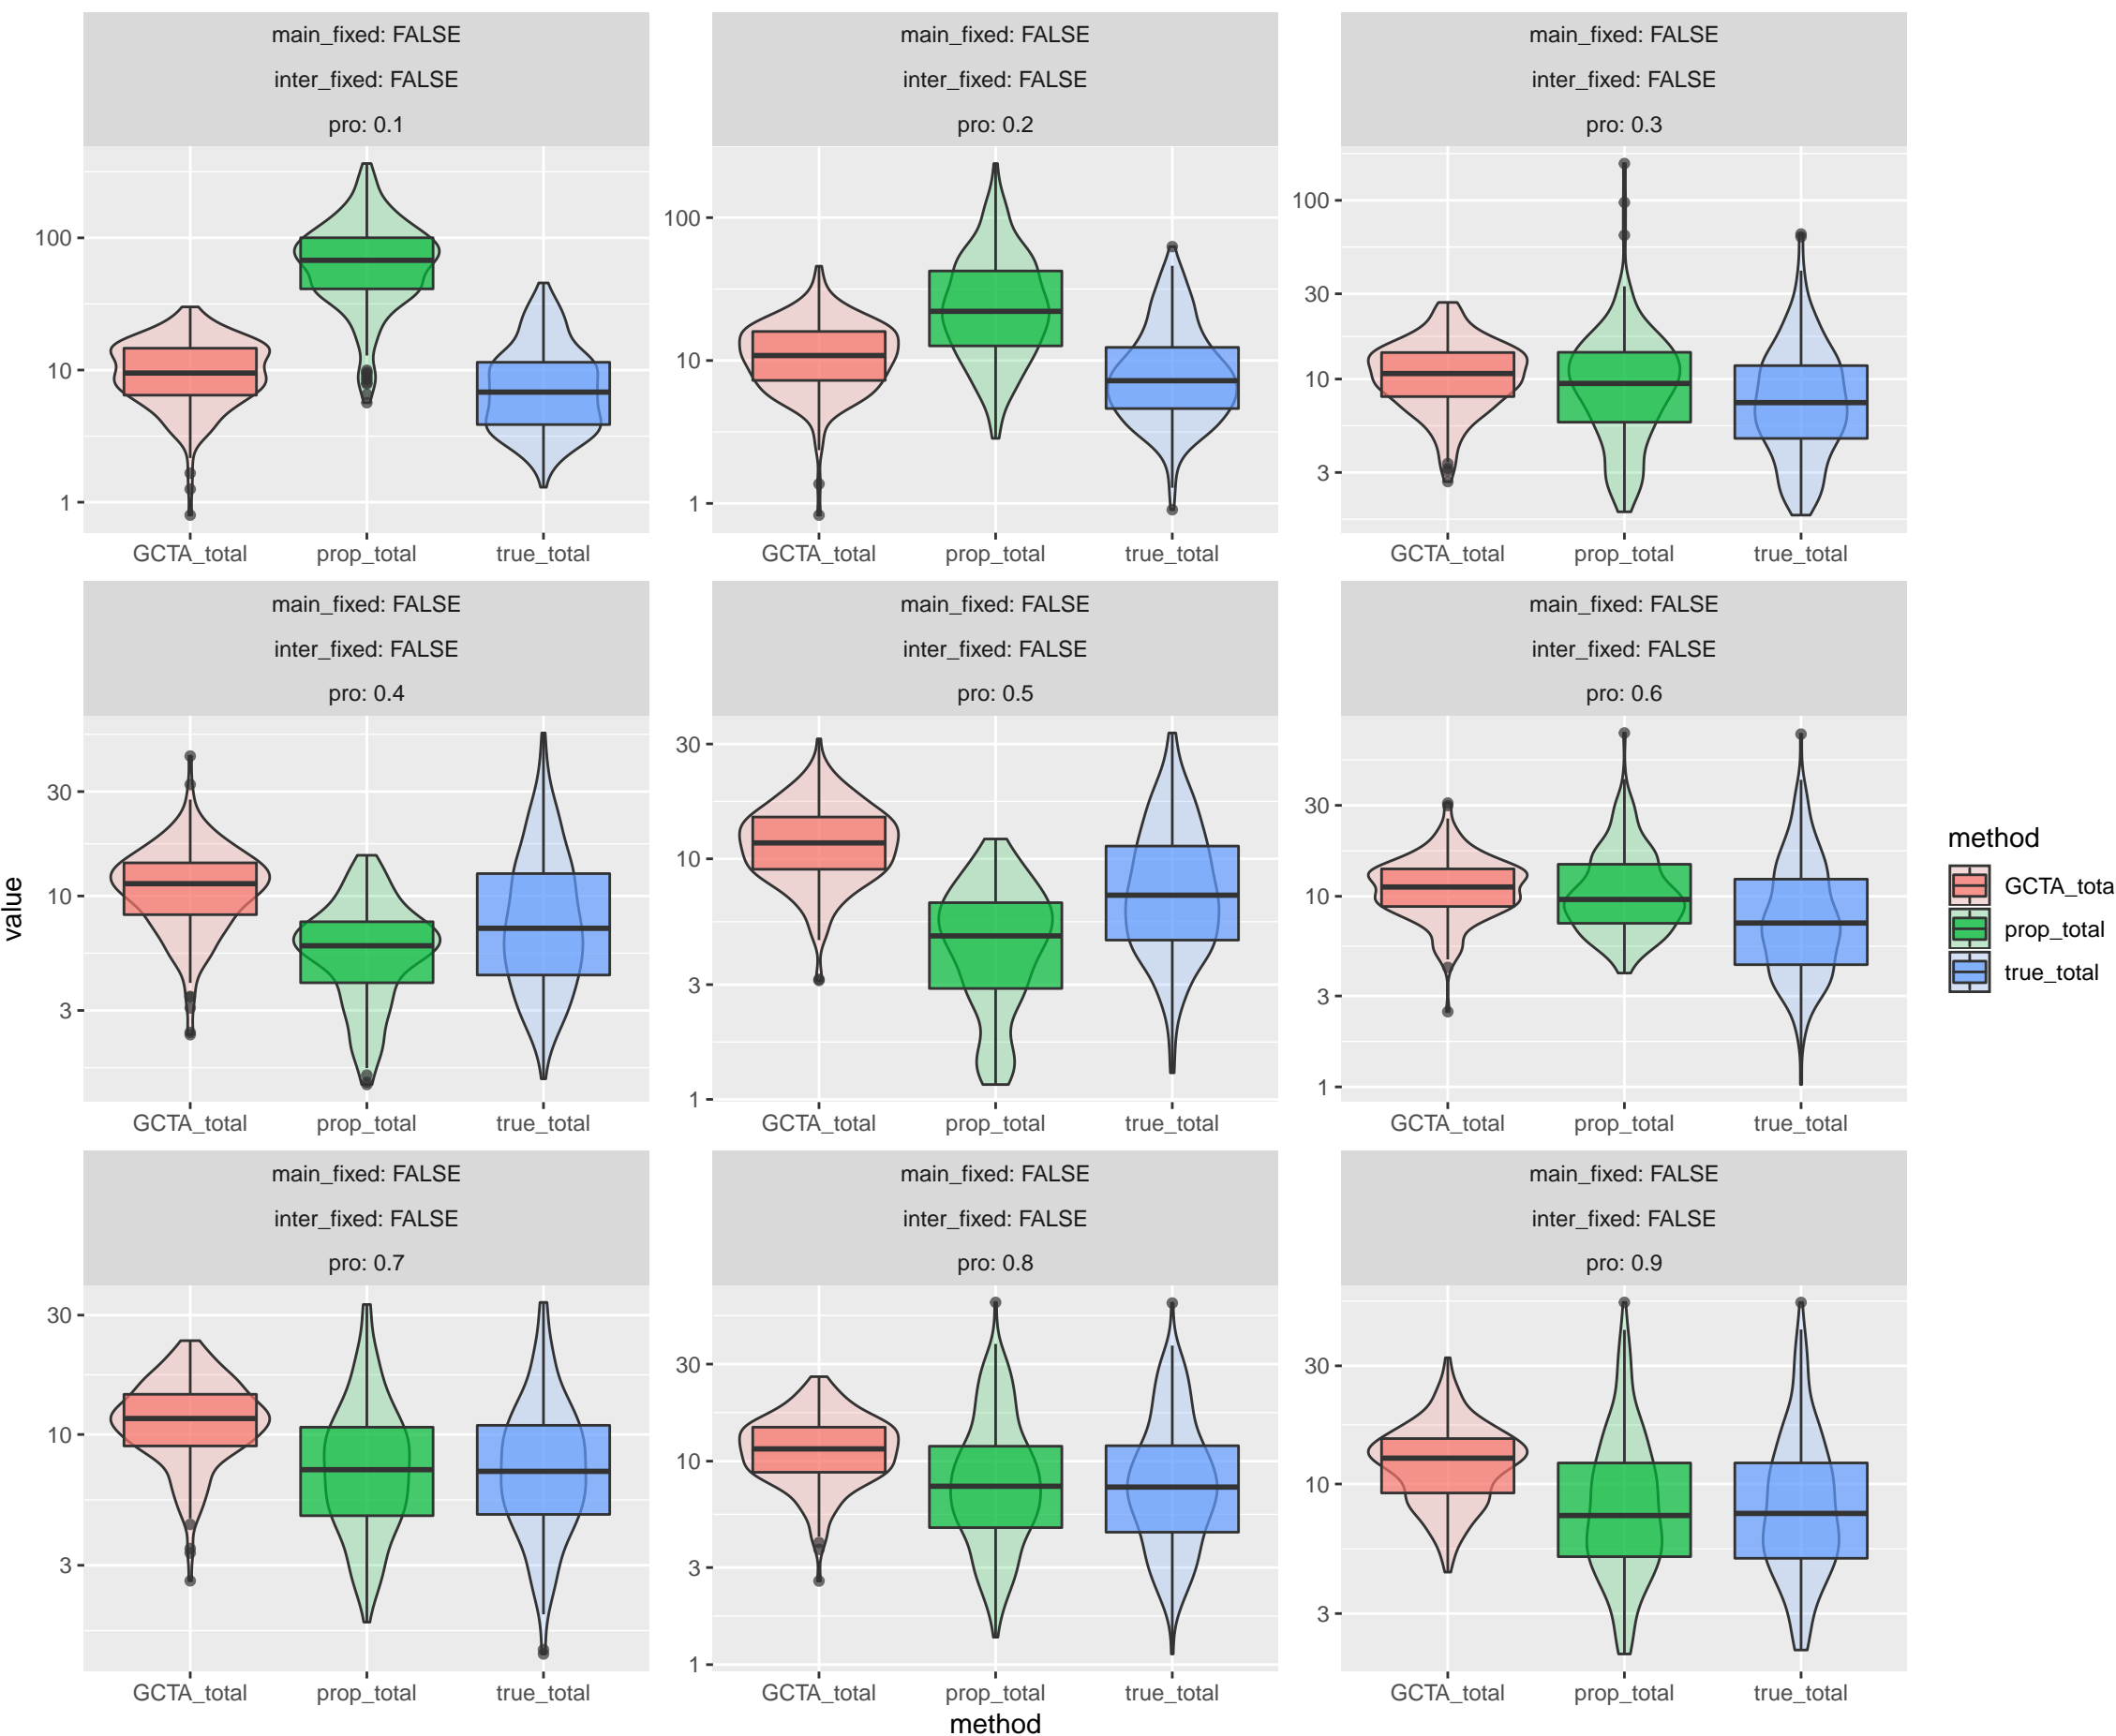 main_fixed: FALSE
inter_fixed: FALSE
pro: 0.1
main_fixed: FALSE
inter_fixed: FALSE
pro: 0.2
main_fixed: FALSE
inter_fixed: FALSE
pro: 0.3
100
10
1
100
10
1
100
30
10
3
GCTA_total prop_total true_total
GCTA_total prop_total true_total
GCTA_total prop_total true_total
main_fixed: FALSE
inter_fixed: FALSE
pro: 0.4
main_fixed: FALSE
inter_fixed: FALSE
pro: 0.5
main_fixed: FALSE
inter_fixed: FALSE
pro: 0.6
30
10
3
30
10
3
1
30
10
3
1
GCTA_total prop_total true_total
GCTA_total prop_total true_total
GCTA_total prop_total true_total
main_fixed: FALSE
inter_fixed: FALSE
pro: 0.7
main_fixed: FALSE
inter_fixed: FALSE
pro: 0.8
main_fixed: FALSE
inter_fixed: FALSE
pro: 0.9
30
10
3
30
10
3
1
30
10
3
GCTA_total prop_total true_total
GCTA_total prop_total true_total
GCTA_total prop_total true_total
value
method
method
GCTA_tota
prop_total
true_total